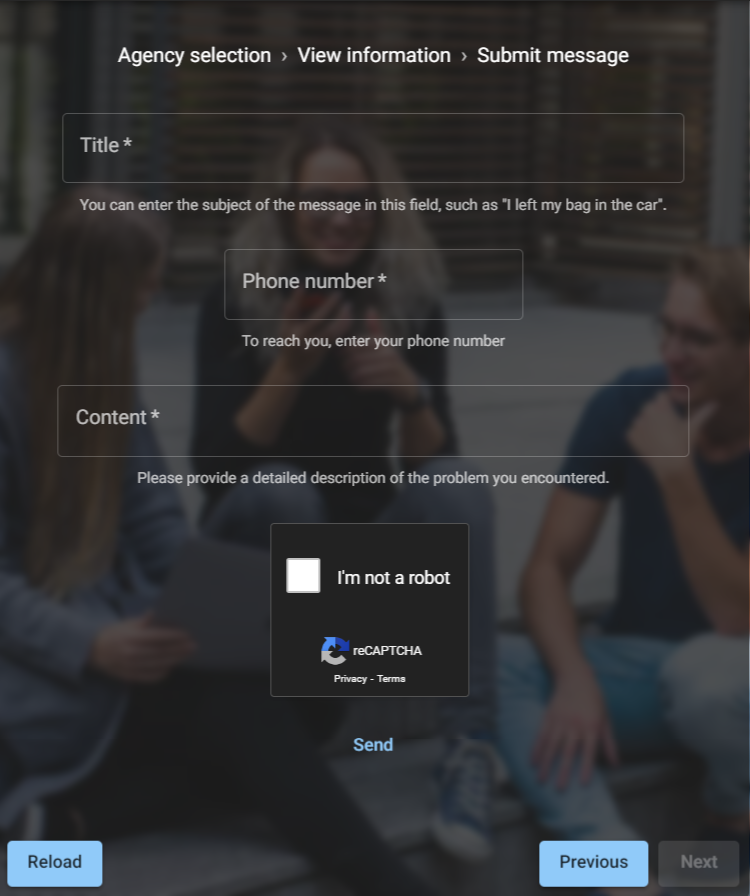 Agency selection › View information › Submit message
Title *
You can enter the subject of the message in this field, such as "I left my bag in the car".
Phone number *
To reach you, enter your phone number
Content *
Please provide a detailed description of the problem you encountered.
I'm not a robot
reCAPTCHA
Privacy - Terms
Send
Reload
Previous
Next